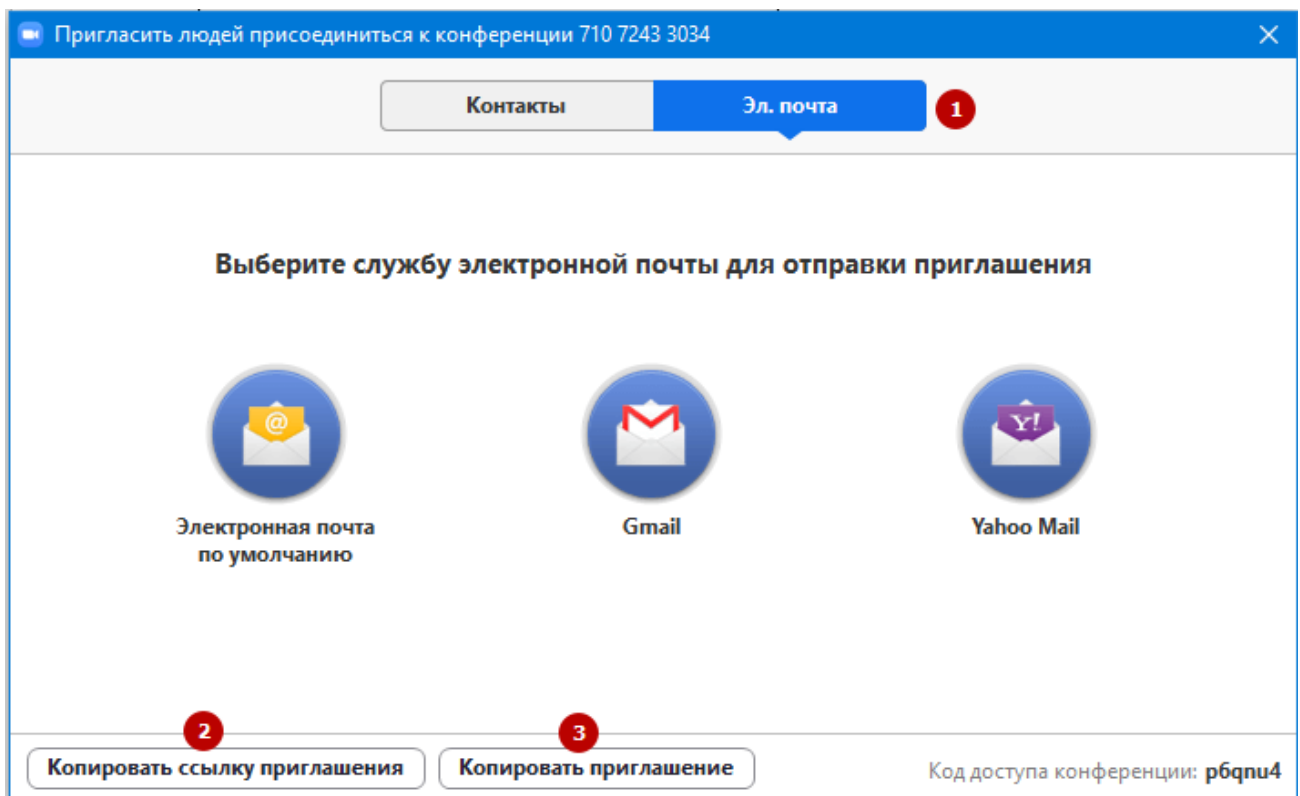 Пригласить людей присоединиться к конференции 710 7243 3034
Контакты
Эл. почта
1
Выберите службу электронной почты для отправки приглашения
@
Y!
Электронная почта
по умолчанию
Gmail
Yahoo Mail
2
3
Копировать ссылку приглашения
Копировать приглашение
Код доступа конференции: p6qnu4